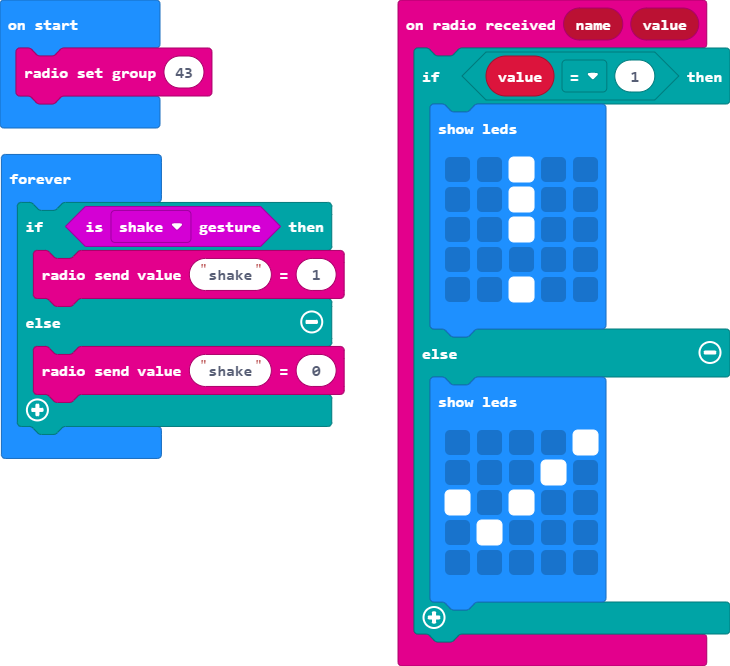 on start
radio set group 43
forever
if is shake gesture then
radio send value "shake" = 1
else
radio send value "shake" = 0
on radio received name value
if value = 1 then
show leds
else
show leds